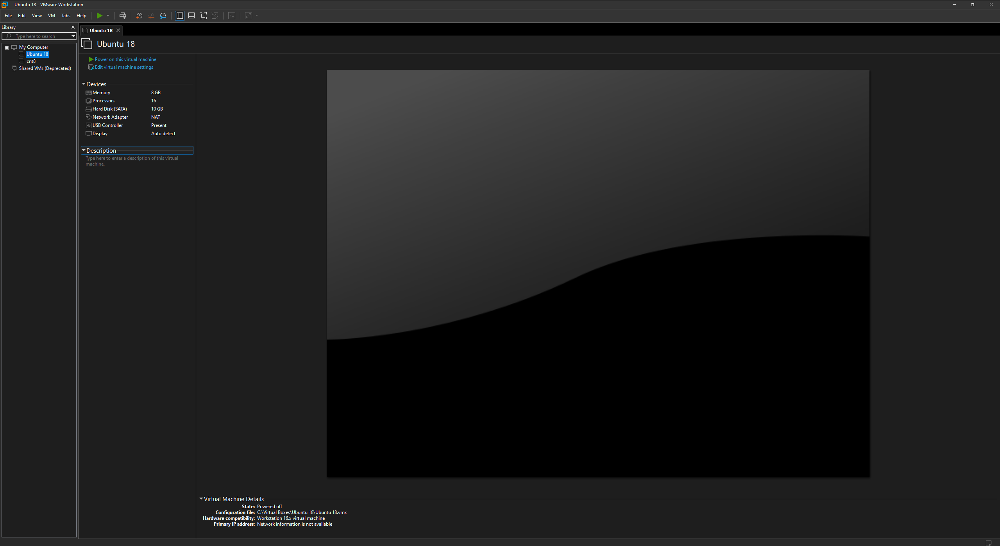 Ubuntu 18 - VMware Workstation
File Edit View VM Tabs Help
Library
Type here to search
My Computer
Ubuntu 18
cnt8
Shared VMs (Deprecated)
Ubuntu 18
Ubuntu 18
Power on this virtual machine
Edit virtual machine settings
Devices
Memory 8 GB
Processors 16
Hard Disk (SATA) 10 GB
Network Adapter NAT
USB Controller Present
Display Auto detect
Description
Type here to enter a description of this virtual
machine.
Virtual Machine Details
State: Powered off
Configuration file: C:\Virtual Boxes\Ubuntu 18\Ubuntu 18.vmx
Hardware compatibility: Workstation 16.x virtual machine
Primary IP address: Network information is not available